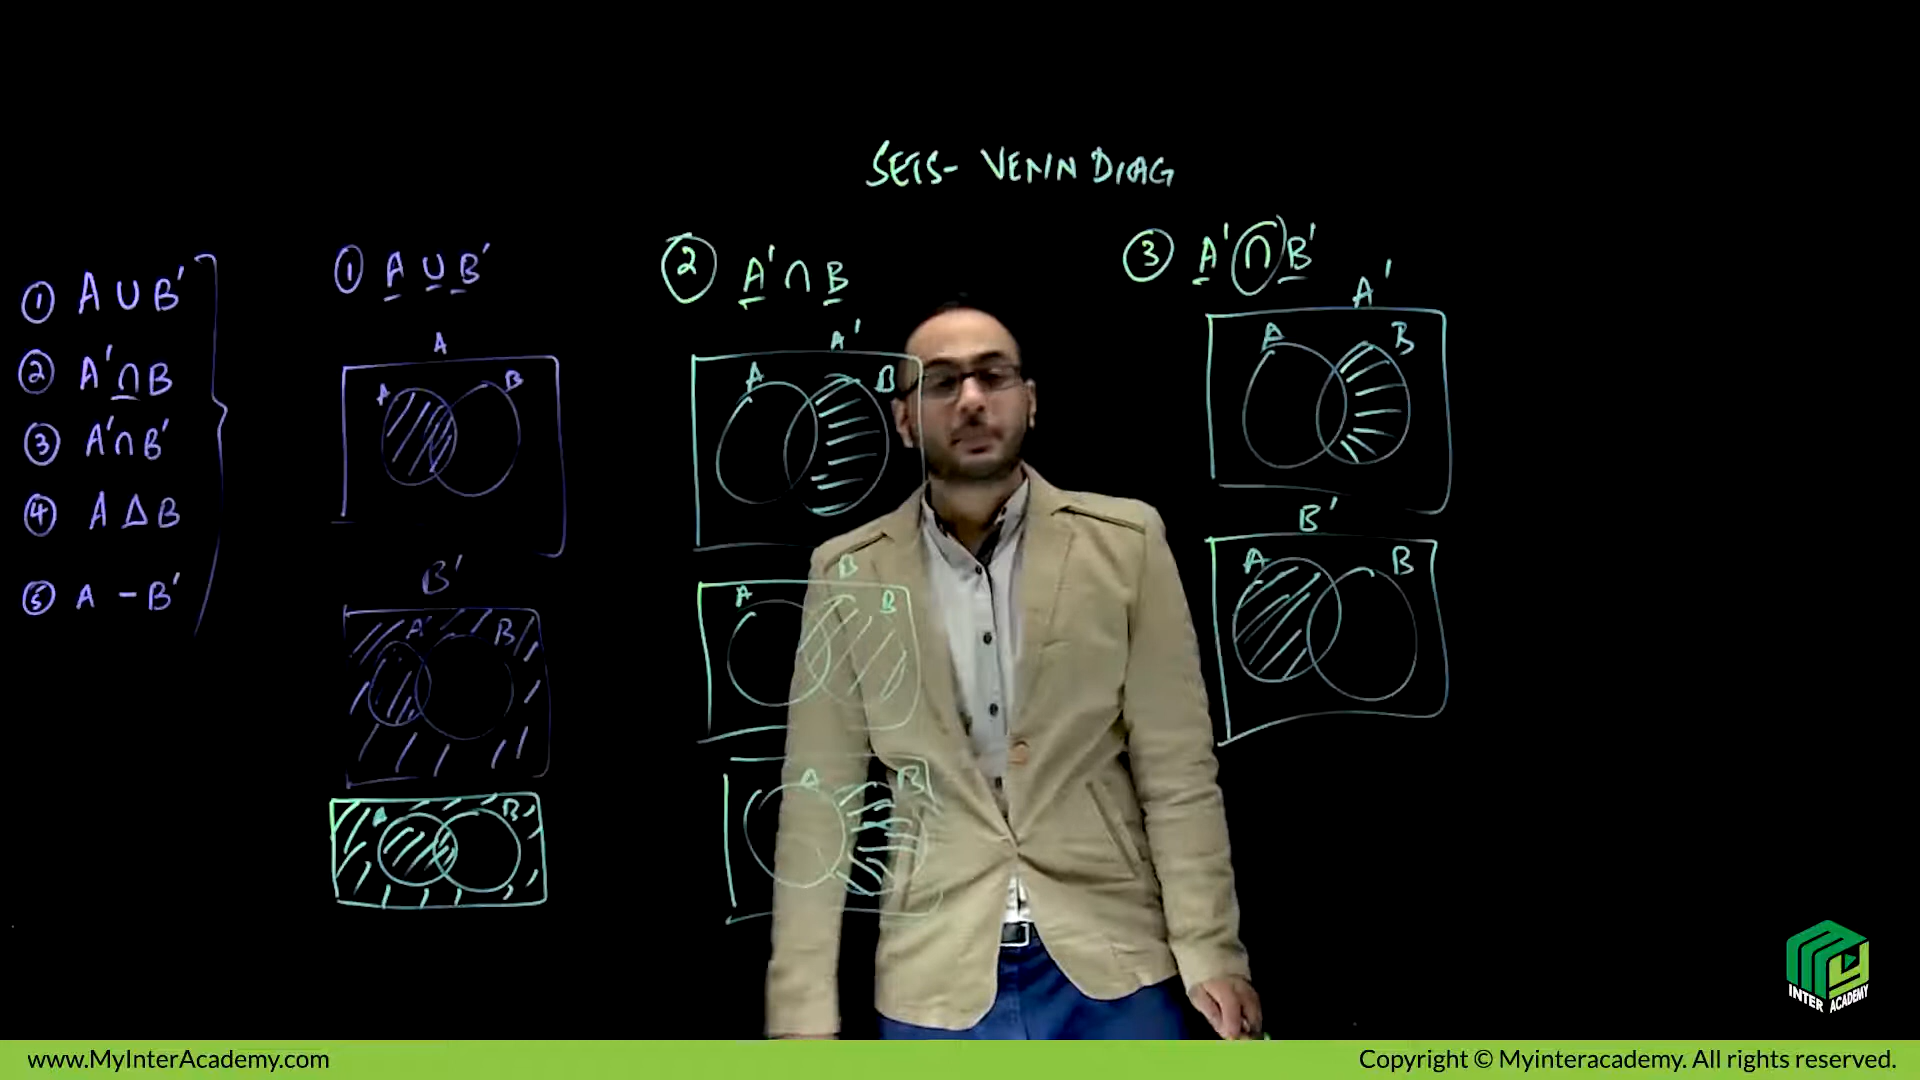 SETS- VENN DIAG
① A ∪ B'
② A' ∩ B
③ A' ∩ B'
④ A Δ B
⑤ A - B'
① A ∪ B'
A
A B
B'
A B
A B
② A' ∩ B
A'
A B
B
A B
A B
③ A' ∩ B'
A'
A B
B'
A B
INTER ACADEMY
www.MyInterAcademy.com
Copyright © Myinteracademy. All rights reserved.